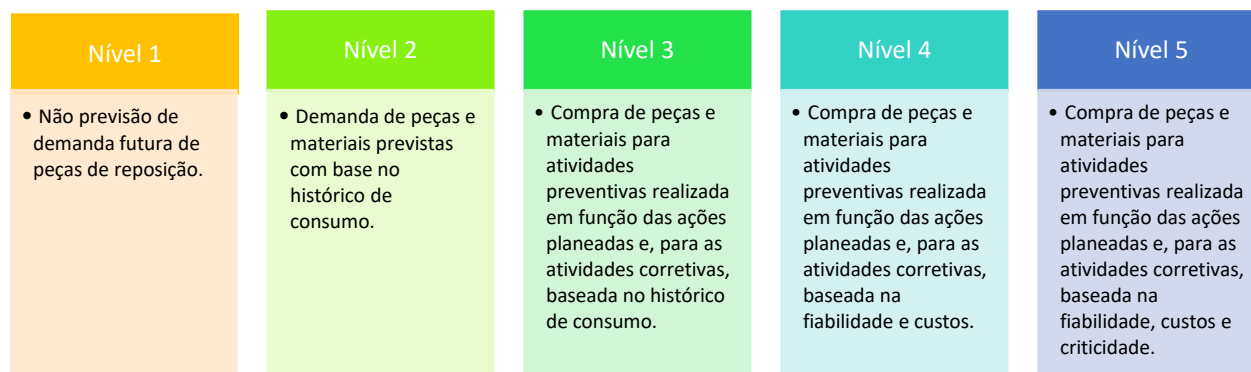 Nível 1
• Não previsão de
demanda futura de
peças de reposição.
Nível 2
• Demanda de peças e
materiais previstas
com base no
histórico de
consumo.
Nível 3
• Compra de peças e
materiais para
atividades
preventivas realizada
em função das ações
planeadas e, para as
atividades corretivas,
baseada no histórico
de consumo.
Nível 4
• Compra de peças e
materiais para
atividades
preventivas realizada
em função das ações
planeadas e, para as
atividades corretivas,
baseada na
fiabilidade e custos.
Nível 5
• Compra de peças e
materiais para
atividades
preventivas realizada
em função das ações
planeadas e, para as
atividades corretivas,
baseada na
fiabilidade, custos e
criticidade.